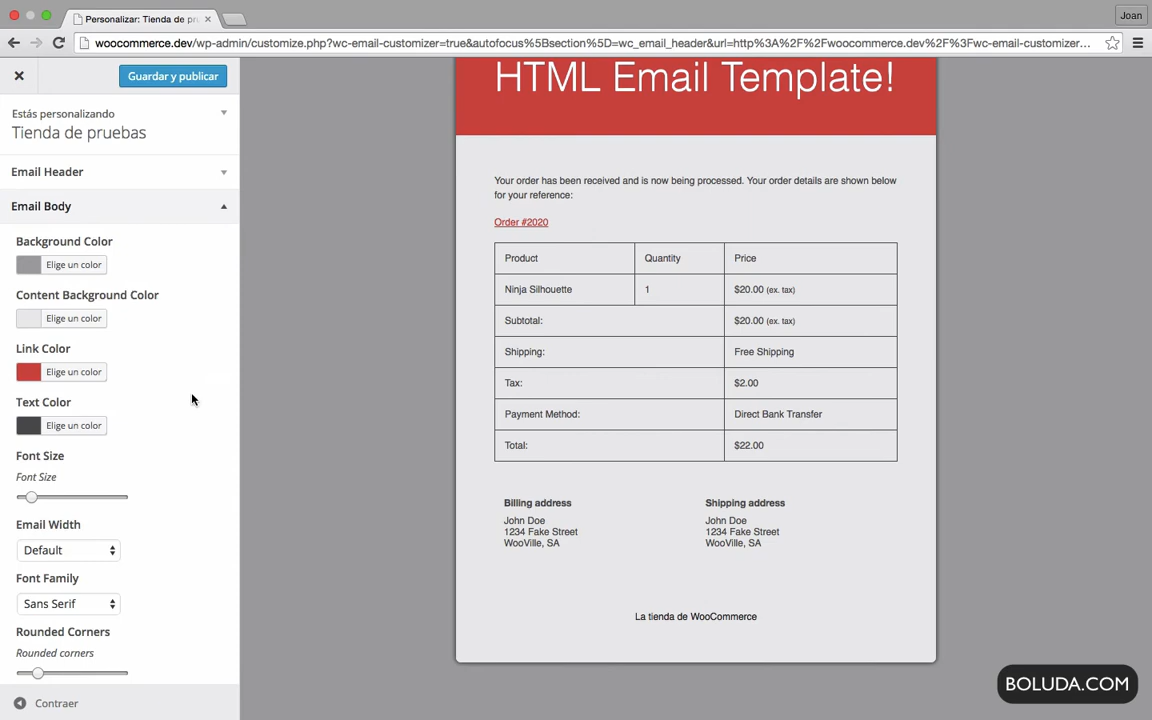 Personalizar: Tienda de pru
Joan
woocommerce.dev/wp-admin/customize.php?wc-email-customizer=true&autofocus%5Bsection%5D=wc_email_header&url=http%3A%2F%2Fwoocommerce.dev%2F%3Fwc-email-customizer...
Guardar y publicar
Estás personalizando
Tienda de pruebas
Email Header
Email Body
Background Color
Elige un color
Content Background Color
Elige un color
Link Color
Elige un color
Text Color
Elige un color
Font Size
Font Size
Email Width
Default
Font Family
Sans Serif
Rounded Corners
Rounded corners
Contraer
HTML Email Template!
Your order has been received and is now being processed. Your order details are shown below
for your reference:
Order #2020
Product Quantity Price
Ninja Silhouette 1 $20.00 (ex. tax)
Subtotal: $20.00 (ex. tax)
Shipping: Free Shipping
Tax: $2.00
Payment Method: Direct Bank Transfer
Total: $22.00
Billing address Shipping address
John Doe John Doe
1234 Fake Street 1234 Fake Street
WooVille, SA WooVille, SA
La tienda de WooCommerce
BOLUDA.COM